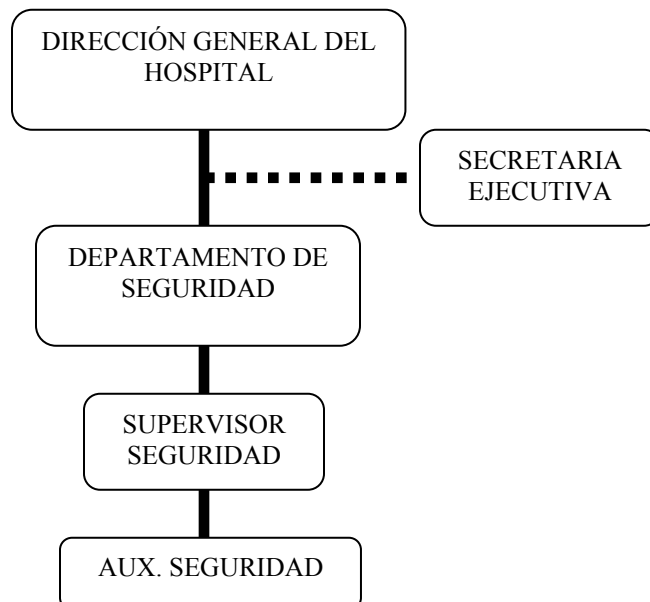 DIRECCIÓN GENERAL DEL
HOSPITAL
SECRETARIA
EJECUTIVA
DEPARTAMENTO DE
SEGURIDAD
SUPERVISOR
SEGURIDAD
AUX. SEGURIDAD